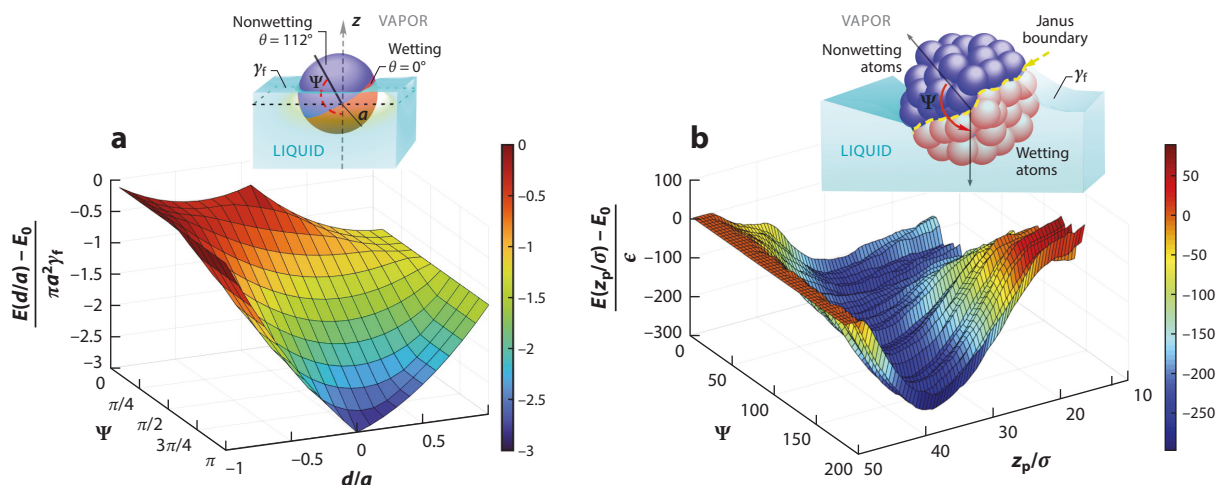 Nonwetting
θ = 112°
z
VAPOR
Wetting
θ = 0°
γf
Ψ
a
LIQUID
a
E(d/a) – E0
πa2γf
0
–0.5
–1
–1.5
–2
–2.5
–3
0
π/4
π/2
3π/4
π
Ψ
–1
–0.5
0
0.5
d/a
0
–0.5
–1.0
–1.5
–2
–2.5
–3
VAPOR
Nonwetting
atoms
Janus
boundary
γf
Ψ
LIQUID
Wetting
atoms
b
E(zp/σ) – E0
ϵ
100
0
–100
–200
–300
0
50
100
150
200
Ψ
50
40
30
20
10
zp/σ
50
0
–50
–100
–150
–200
–250